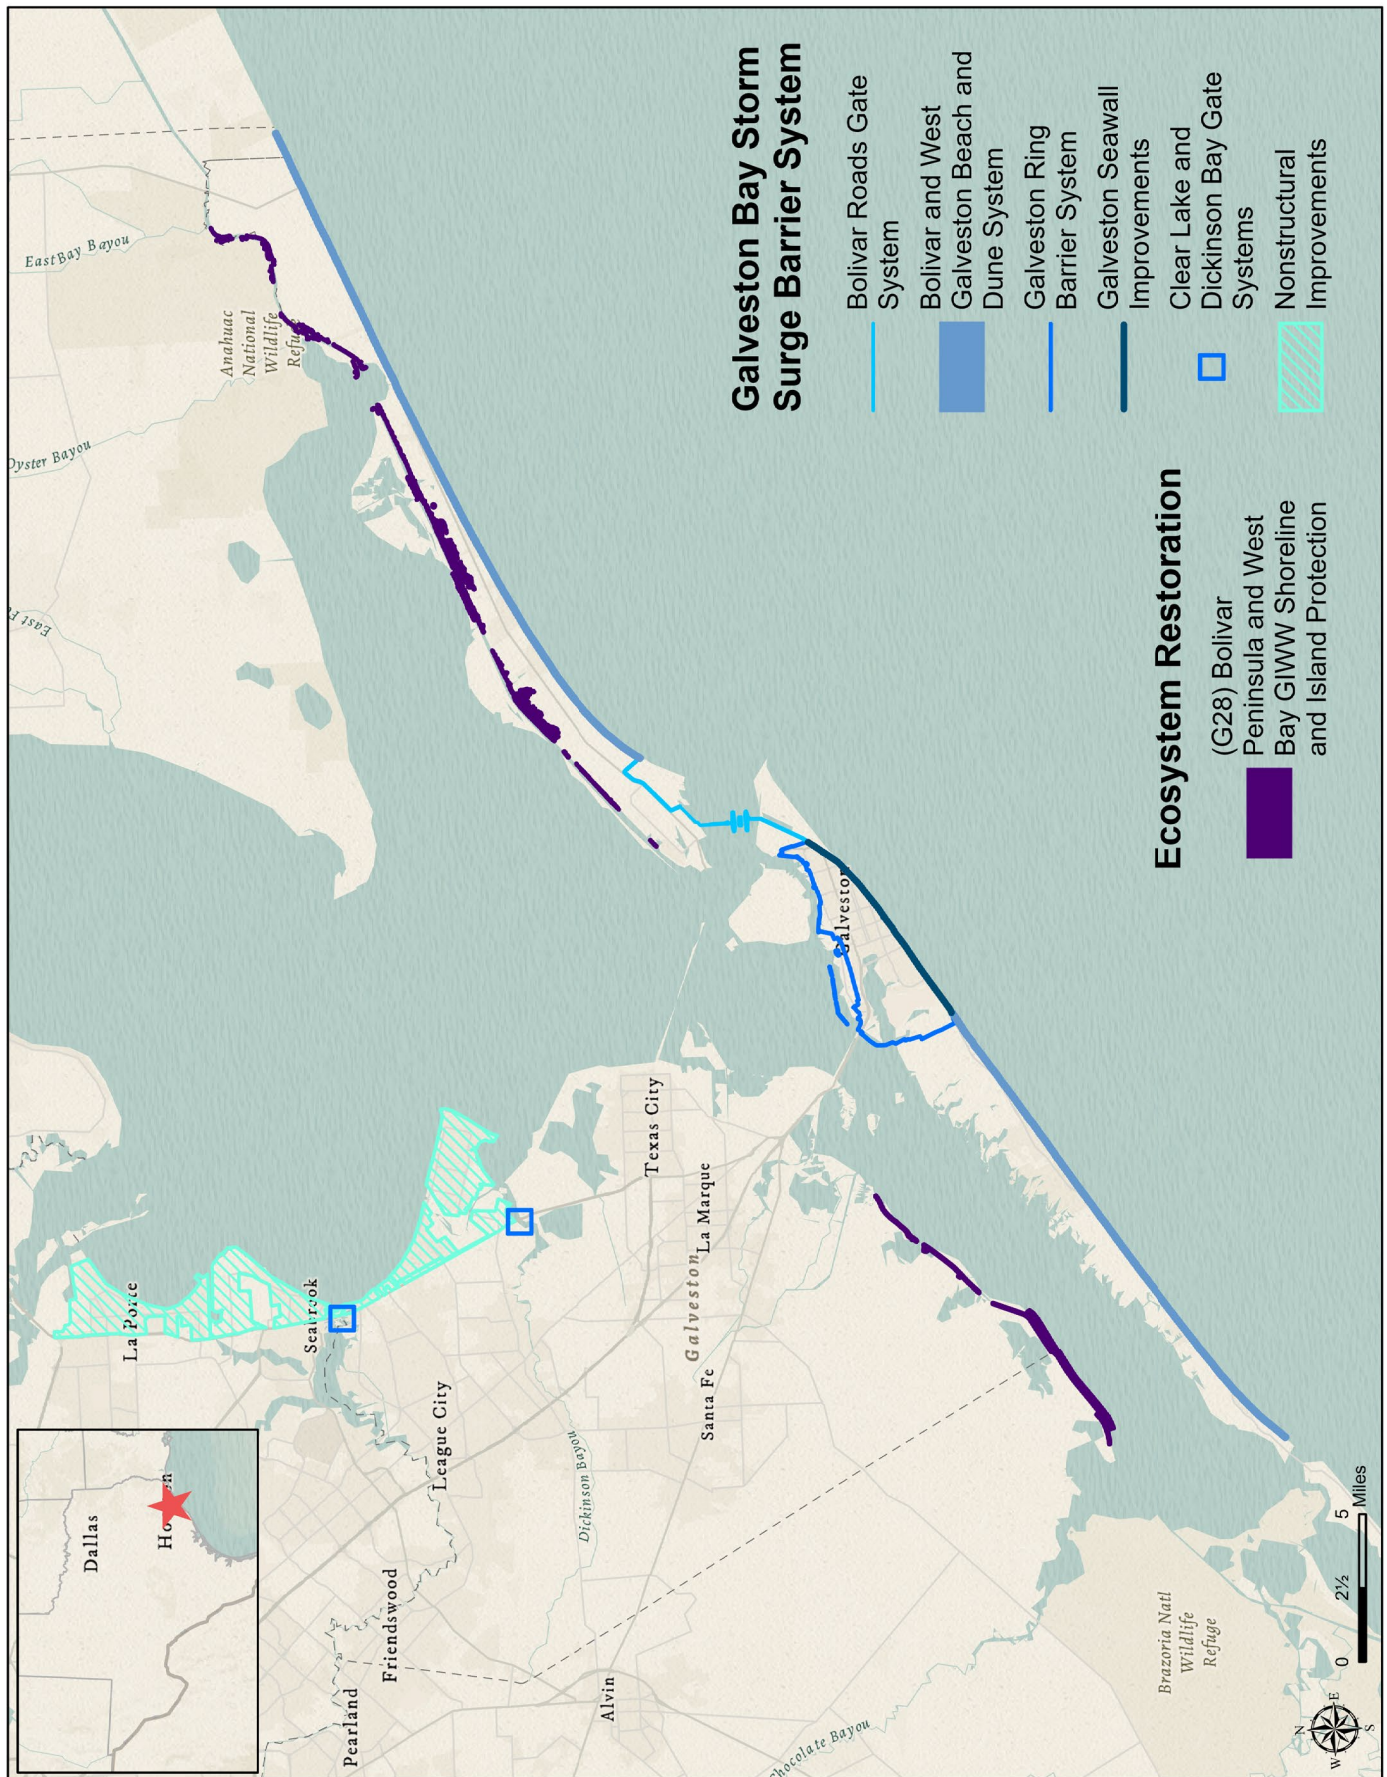 Dallas
East Bay Bayou
Anahuac
National
Wildlife
Oyster Bayou
La Porte
Seabrook
League City
Friendswood
Pearland
Dickinson Bayou
Alvin
Texas City
La Marque
Galveston
Santa Fe
Galveston
Chocolate Bayou
Brazoria Natl
Wildlife
Refuge
Galveston Bay Storm
Surge Barrier System
Bolivar Roads Gate
System
Bolivar and West
Galveston Beach and
Dune System
Galveston Ring
Barrier System
Galveston Seawall
Improvements
Clear Lake and
Dickinson Bay Gate
Systems
Nonstructural
Improvements
Ecosystem Restoration
(G28) Bolivar
Peninsula and West
Bay GIWW Shoreline
and Island Protection
N
W E
S
0 2½ 5
Miles